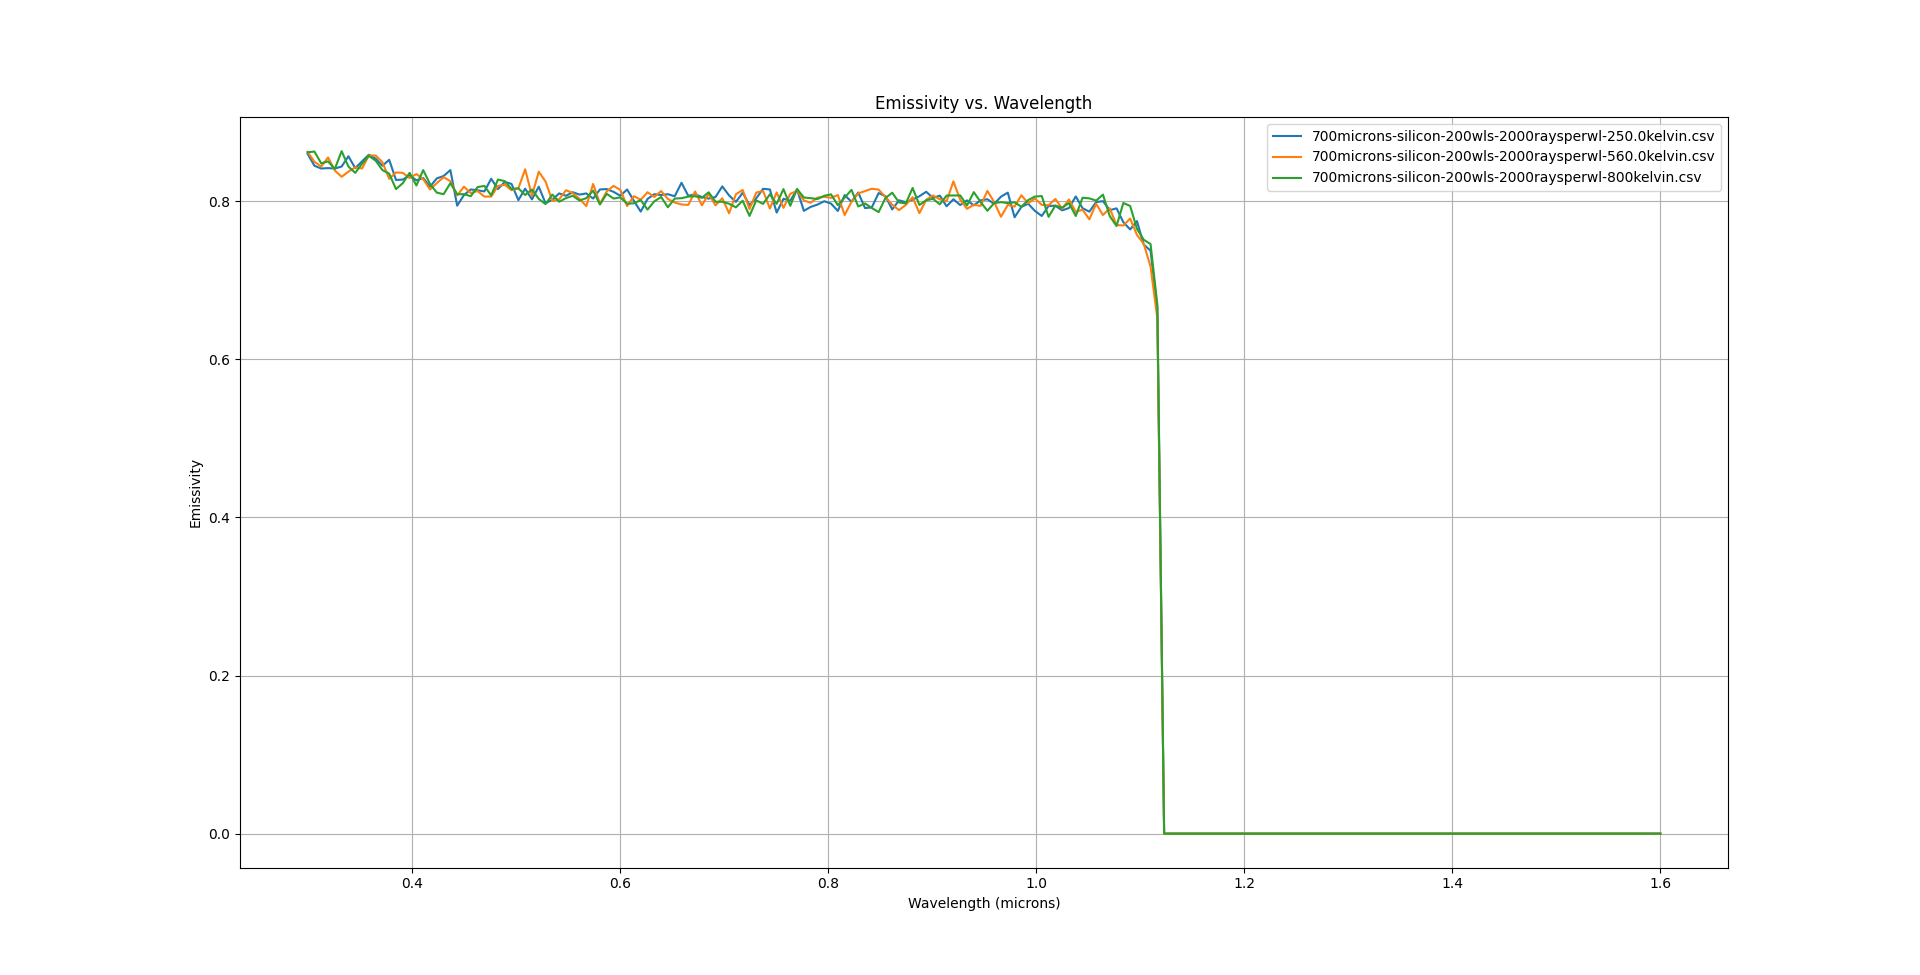 Emissivity vs. Wavelength
700microns-silicon-200wls-2000raysperwl-250.0kelvin.csv
700microns-silicon-200wls-2000raysperwl-560.0kelvin.csv
700microns-silicon-200wls-2000raysperwl-800kelvin.csv
Emissivity
0.8
0.6
0.4
0.2
0.0
0.4 0.6 0.8 1.0 1.2 1.4 1.6
Wavelength (microns)